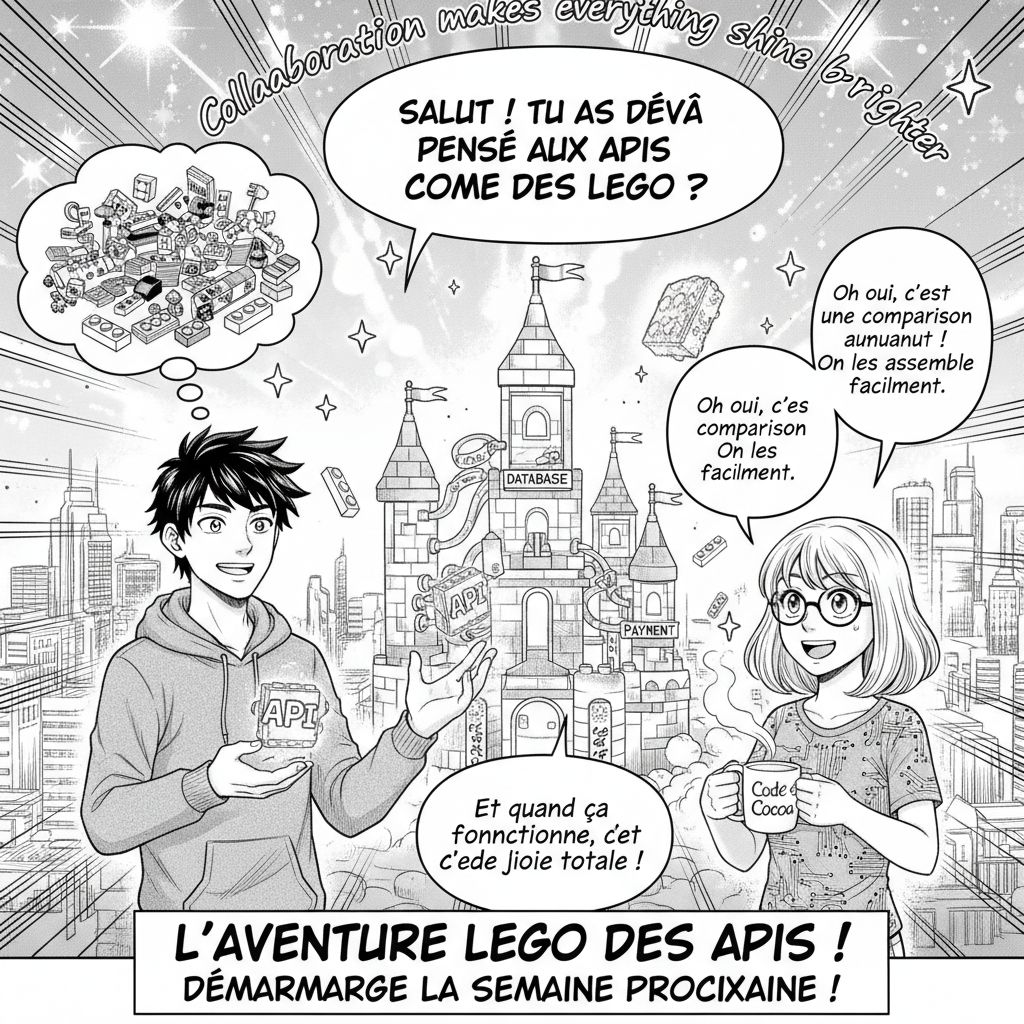 Collaaboration makes everything shine brighter
SALUT ! TU AS DÉVÂ
PENSÉ AUX APIS
COME DES LEGO ?
Oh oui, c'est
une comparison
aunuanut !
On les assemble
facilment.
Oh oui, c'es
comparison
On les
facilment.
DATABASE
API
PAYMENT
API
Code &
Cocoa
Et quand ça
fonnctionne, c'et
c'ede Jioie totale !
L'AVENTURE LEGO DES APIS !
DÉMARMARGE LA SEMAINE PROCIXAINE !